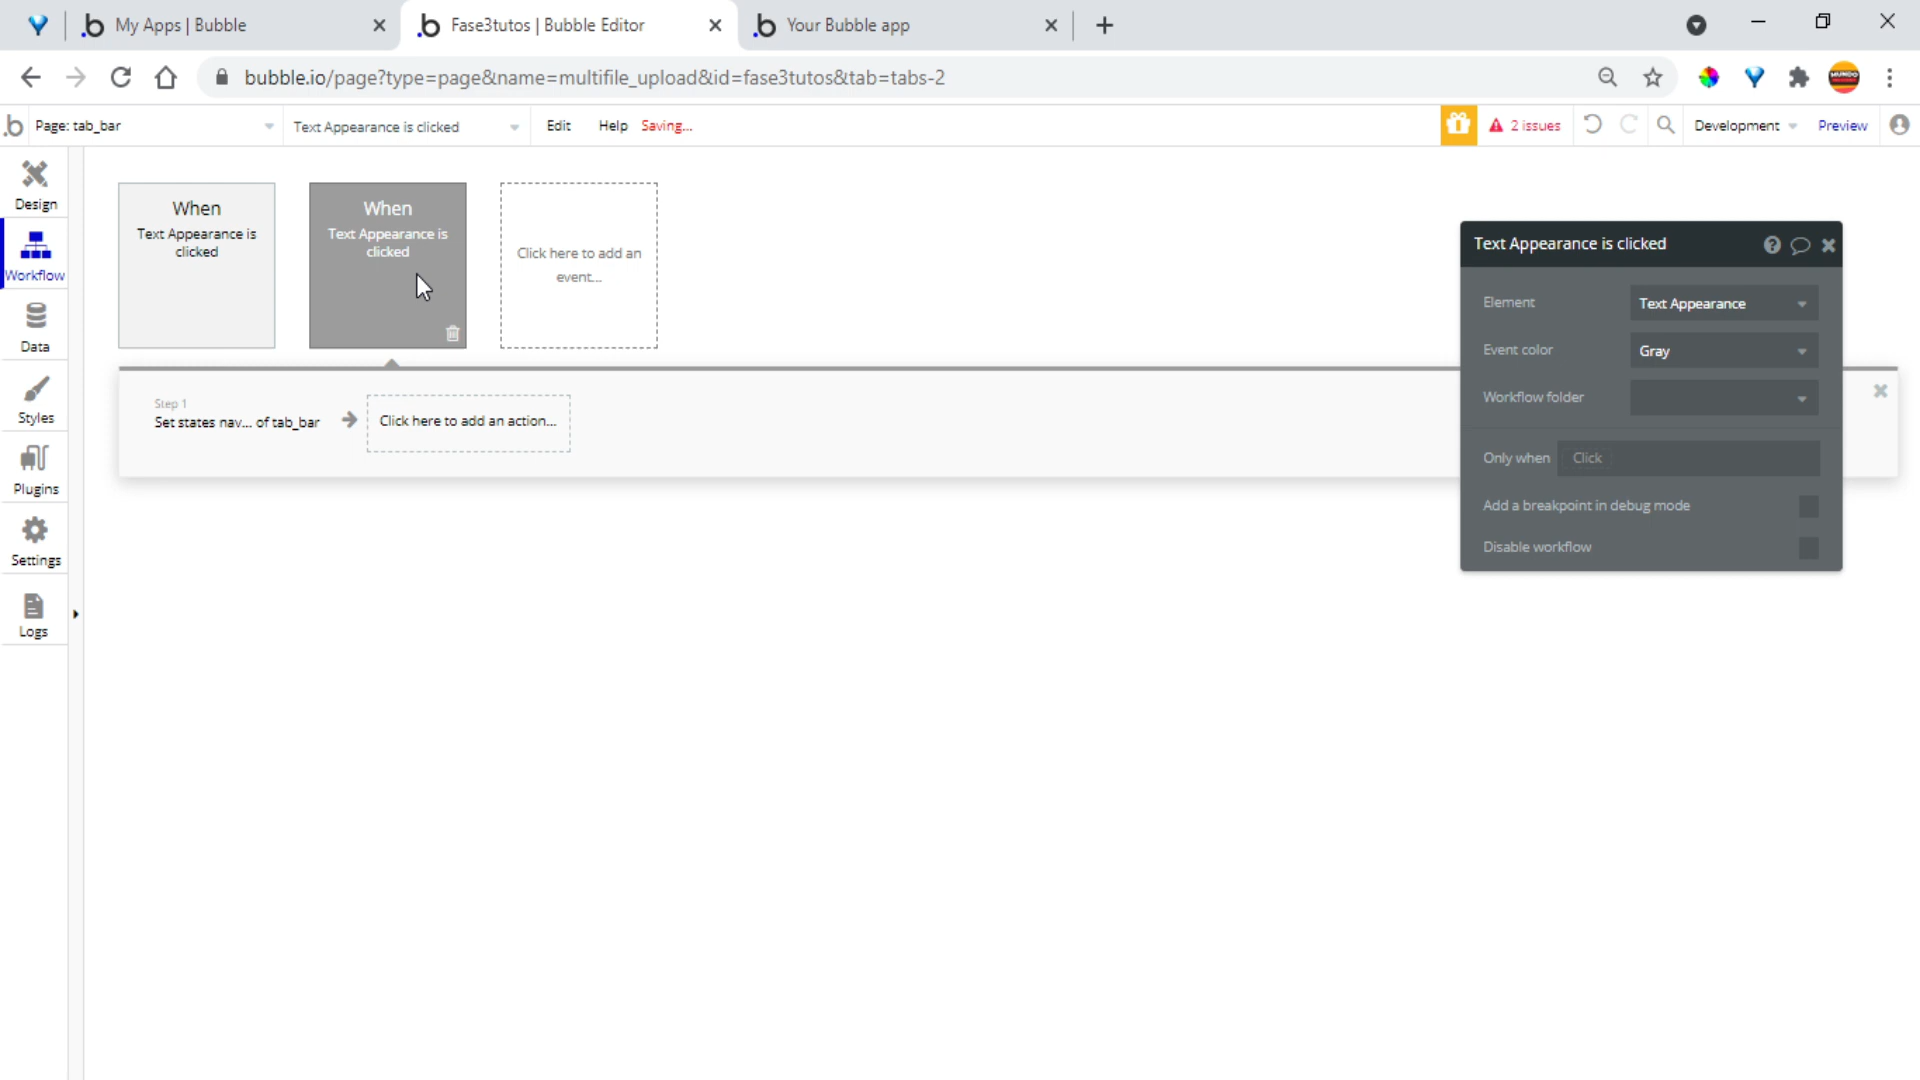 My Apps | Bubble
Fase3tutos | Bubble Editor
Your Bubble app
bubble.io/page?type=page&name=multifile_upload&id=fase3tutos&tab=tabs-2
Page: tab_bar
Text Appearance is clicked
Edit
Help
Saving...
2 issues
Development
Preview
Design
Workflow
Data
Styles
Plugins
Settings
Logs
When
Text Appearance is
clicked
When
Text Appearance is
clicked
Click here to add an
event...
Step 1
Set states nav... of tab_bar
Click here to add an action...
Text Appearance is clicked
Element
Text Appearance
Event color
Gray
Workflow folder
Only when
Click
Add a breakpoint in debug mode
Disable workflow